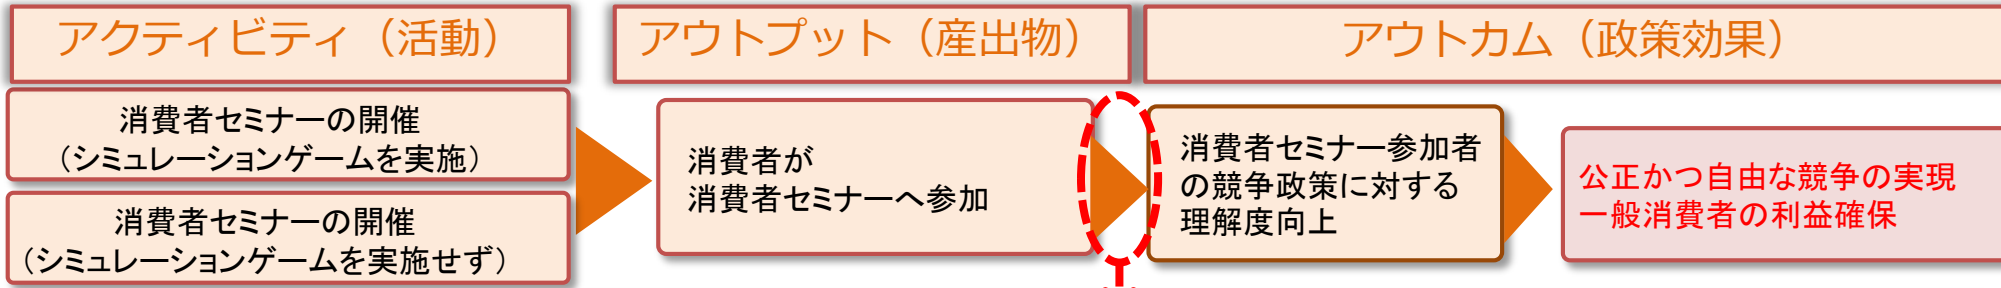 アクティビティ（活動）
アウトプット（産出物）
アウトカム（政策効果）
消費者セミナーの開催
（シミュレーションゲームを実施）
消費者セミナーの開催
（シミュレーションゲームを実施せず）
消費者が
消費者セミナーへ参加
消費者セミナー参加者
の競争政策に対する
理解度向上
公正かつ自由な競争の実現
一般消費者の利益確保